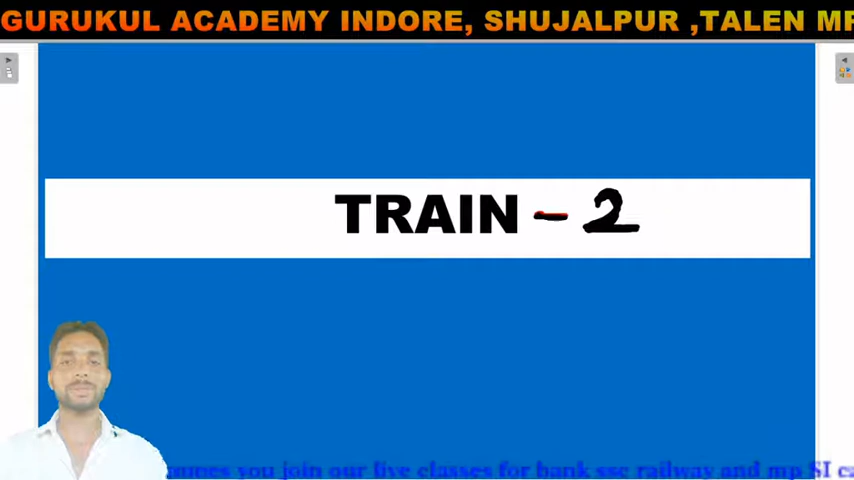 GURUKUL ACADEMY INDORE, SHUJALPUR ,TALEN MP
TRAIN - 2
you join our live classes for bank ssc railway and mp SI